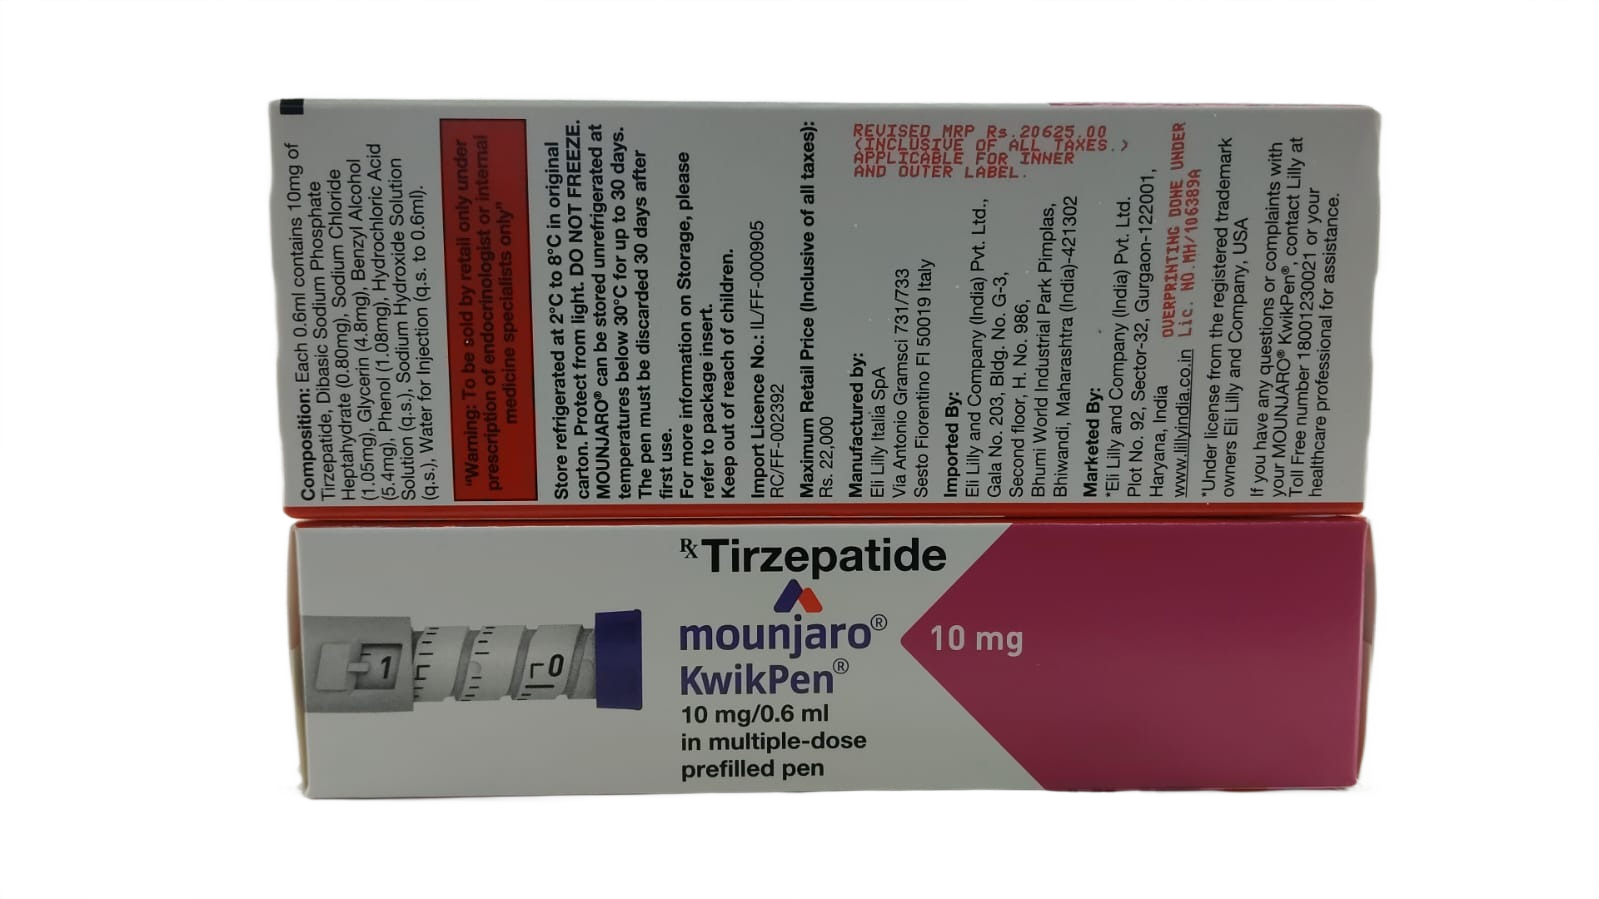 Composition: Each 0.6ml contains 10mg of
Tirzepatide, Dibasic Sodium Phosphate
Heptahydrate (0.80mg), Sodium Chloride
(1.05mg), Glycerin (4.8mg), Benzyl Alcohol
(5.4mg), Phenol (1.08mg), Hydrochloric Acid
Solution (q.s.), Sodium Hydroxide Solution
(q.s.), Water for Injection (q.s. to 0.6ml).
"Warning: To be sold by retail only under
prescription of endocrinologist or internal
medicine specialists only"
Store refrigerated at 2°C to 8°C in original
carton. Protect from light. DO NOT FREEZE.
MOUNJARO® can be stored unrefrigerated at
temperatures below 30°C for up to 30 days.
The pen must be discarded 30 days after
first use.
For more information on Storage, please
refer to package insert.
Keep out of reach of children.
Import Licence No.: IL/FF-000905
RC/FF-002392
Maximum Retail Price (Inclusive of all taxes):
Rs. 22,000
REVISED MRP Rs.20625.00
(INCLUSIVE OF ALL TAXES.)
APPLICABLE FOR INNER
AND OUTER LABEL.
Manufactured by:
Eli Lilly Italia SpA
Via Antonio Gramsci 731/733
Sesto Fiorentino FI 50019 Italy
Imported By:
Eli Lilly and Company (India) Pvt. Ltd.,
Gala No. 203, Bldg. No. G-3,
Second floor, H. No. 986,
Bhumi World Industrial Park Pimplas,
Bhiwandi, Maharashtra (India)-421302
Marketed By:
*Eli Lilly and Company (India) Pvt. Ltd.
Plot No. 92, Sector-32, Gurgaon-122001,
Haryana, India
www.lillyindia.co.in
OVERPRINTING DONE UNDER
Lic. NO.MH/106389A
*Under license from the registered trademark
owners Eli Lilly and Company, USA
If you have any questions or complaints with
your MOUNJARO® KwikPen®, contact Lilly at
Toll Free number 18001230021 or your
healthcare professional for assistance.
Rx Tirzepatide
mounjaro®
KwikPen®
10 mg/0.6 ml
in multiple-dose
prefilled pen
10 mg
1
0